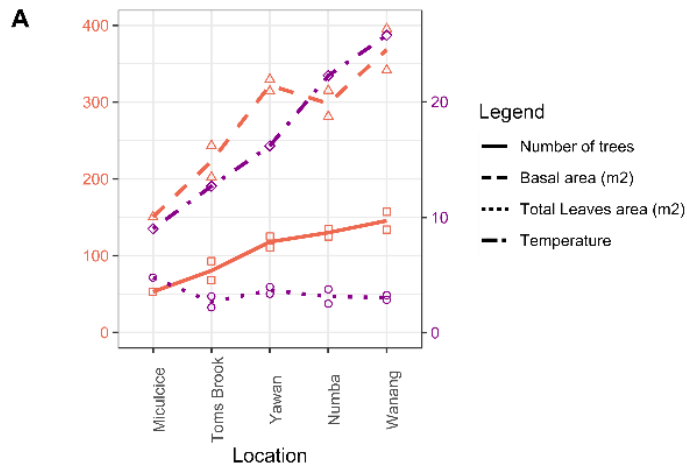 A
400
300
200
100
0
20
10
0
Miculcice
Toms Brook
Yawan
Numba
Wanang
Location
Legend
Number of trees
Basal area (m2)
Total Leaves area (m2)
Temperature